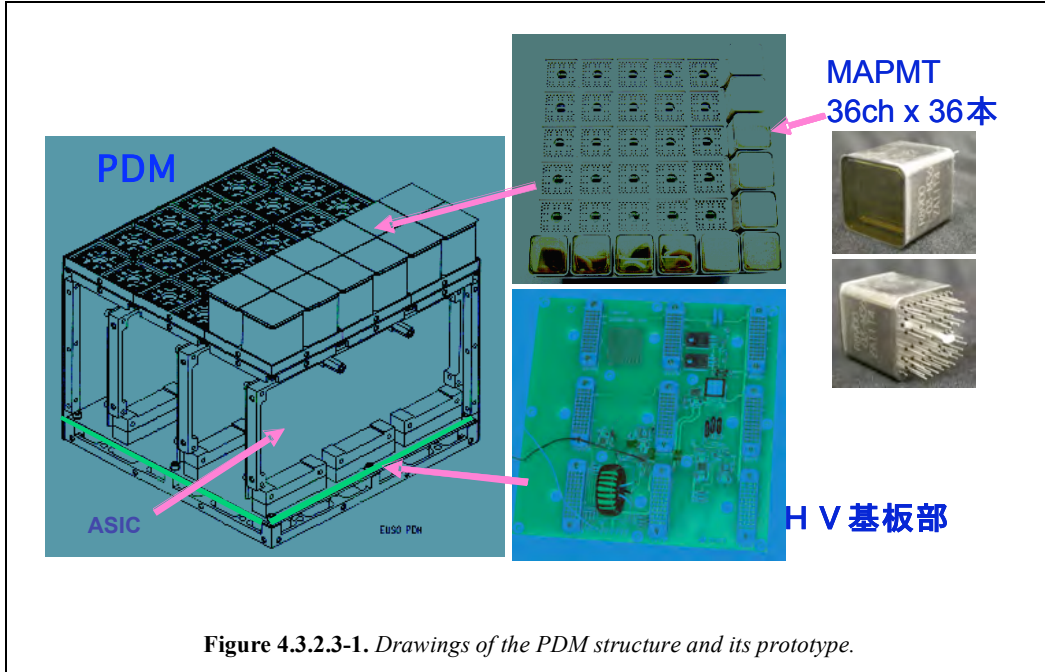 MAPMT
36ch x 36本
PDM
ASIC
EUSO PDM
ＨＶ基板部
Figure 4.3.2.3-1. Drawings of the PDM structure and its prototype.